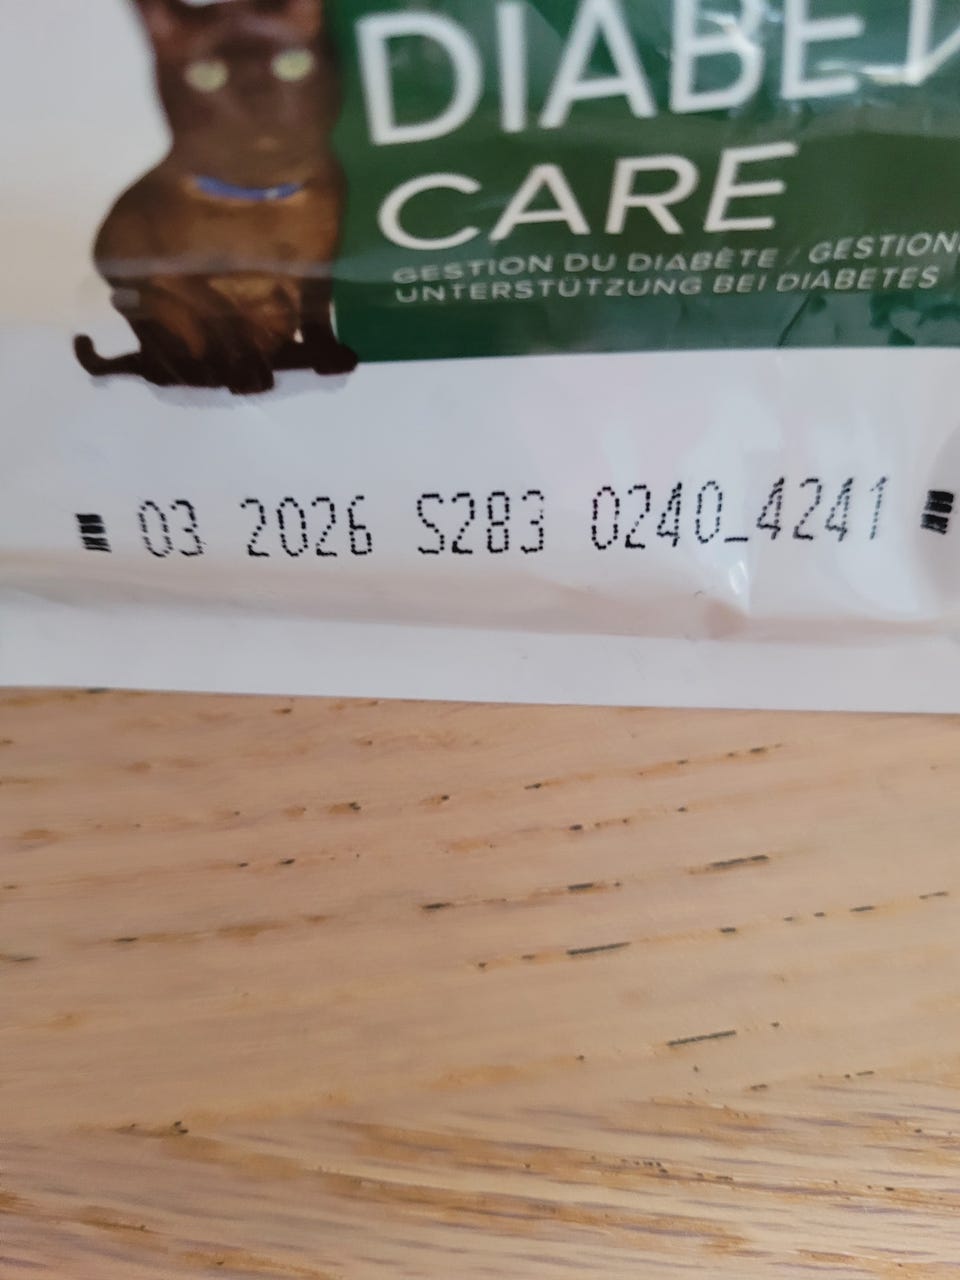 CARE
GESTION DU DIABÈTE / GESTION
UNTERSTÜTZUNG BEI DIABETES
03 2026 S283 0240_4241